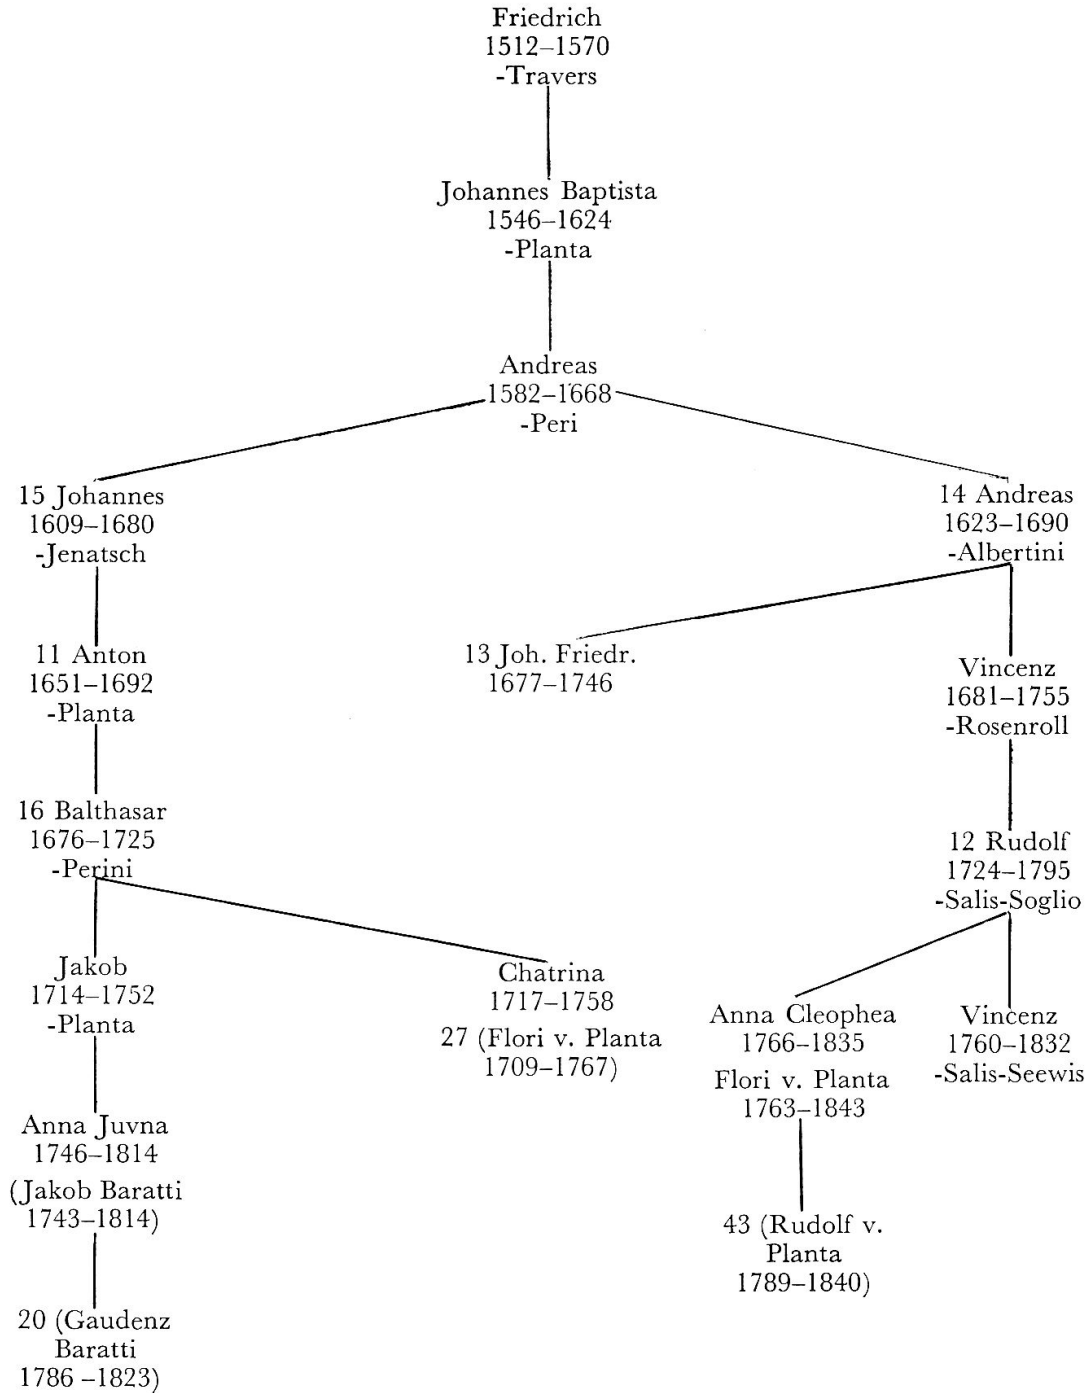 Friedrich
1512–1570
-Travers
Johannes Baptista
1546–1624
-Planta
Andreas
1582–1668
-Peri
15 Johannes
1609–1680
-Jenatsch
14 Andreas
1623–1690
-Albertini
11 Anton
1651–1692
-Planta
13 Joh. Friedr.
1677–1746
Vincenz
1681–1755
-Rosenroll
16 Balthasar
1676–1725
-Perini
12 Rudolf
1724–1795
-Salis-Soglio
Jakob
1714–1752
-Planta
Chatrina
1717–1758
27 (Flori v. Planta
1709–1767)
Anna Cleophea
1766–1835
Flori v. Planta
1763–1843
Vincenz
1760–1832
-Salis-Seewis
Anna Juvna
1746–1814
(Jakob Baratti
1743–1814)
43 (Rudolf v.
Planta
1789–1840)
20 (Gaudenz
Baratti
1786 –1823)